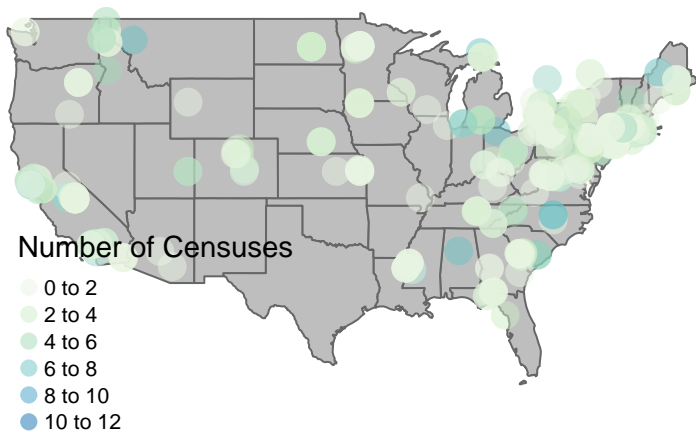 Number of Censuses
0 to 2
2 to 4
4 to 6
6 to 8
8 to 10
10 to 12